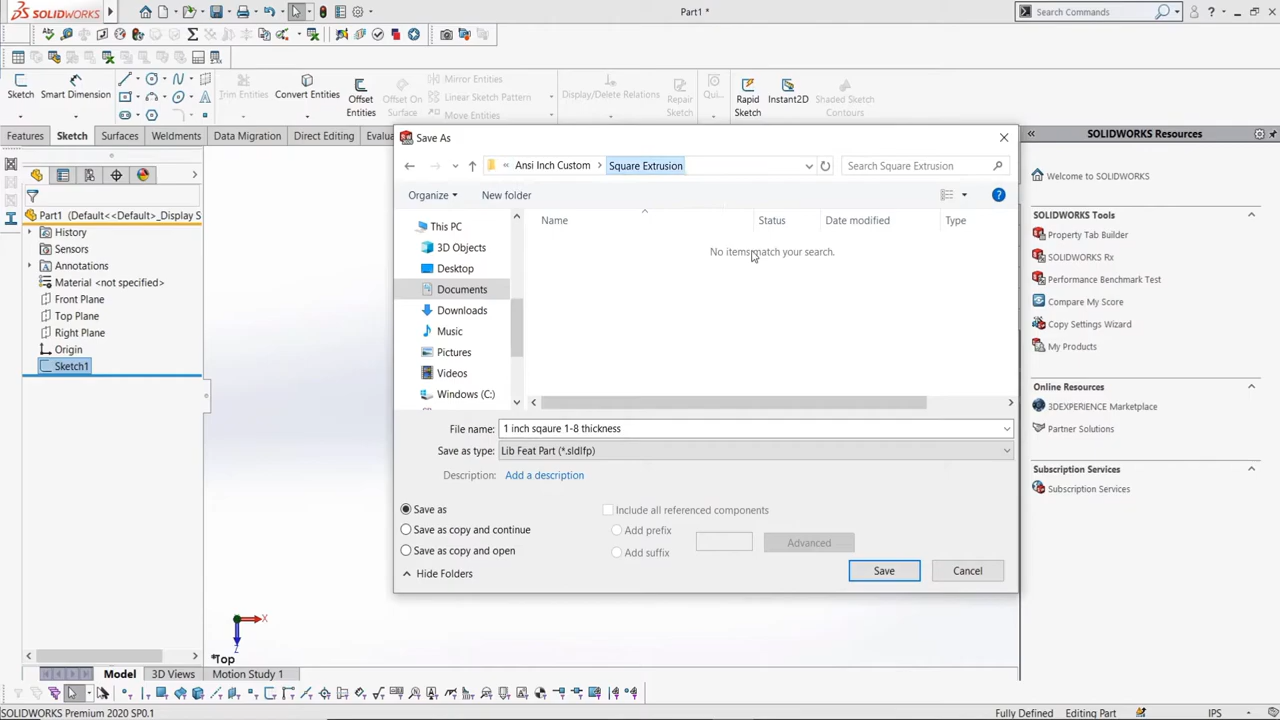 SOLIDWORKS
Part1 *
Search Commands
Sketch
Smart Dimension
Trim Entities
Convert Entities
Offset
Entities
Offset On
Surface
Mirror Entities
Linear Sketch Pattern
Move Entities
Display/Delete Relations
Repair
Sketch
Qui...
Rapid
Sketch
Instant2D
Shaded Sketch
Contours
Features
Sketch
Surfaces
Weldments
Data Migration
Direct Editing
Evalua
Part1 (Default<<Default>_Display S
History
Sensors
Annotations
Material <not specified>
Front Plane
Top Plane
Right Plane
Origin
Sketch1
Save As
« Ansi Inch Custom > Square Extrusion
Search Square Extrusion
Organize
New folder
This PC
3D Objects
Desktop
Documents
Downloads
Music
Pictures
Videos
Windows (C:)
Name
Status
Date modified
Type
No items match your search.
File name: 1 inch sqaure 1-8 thickness
Save as type: Lib Feat Part (*.sldlfp)
Description: Add a description
Save as
Save as copy and continue
Save as copy and open
Include all referenced components
Add prefix
Add suffix
Advanced
Hide Folders
Save
Cancel
SOLIDWORKS Resources
Welcome to SOLIDWORKS
SOLIDWORKS Tools
Property Tab Builder
SOLIDWORKS Rx
Performance Benchmark Test
Compare My Score
Copy Settings Wizard
My Products
Online Resources
3DEXPERIENCE Marketplace
Partner Solutions
Subscription Services
Subscription Services
X
Z
*Top
Model
3D Views
Motion Study 1
SOLIDWORKS Premium 2020 SP0.1
Fully Defined
Editing Part
IPS